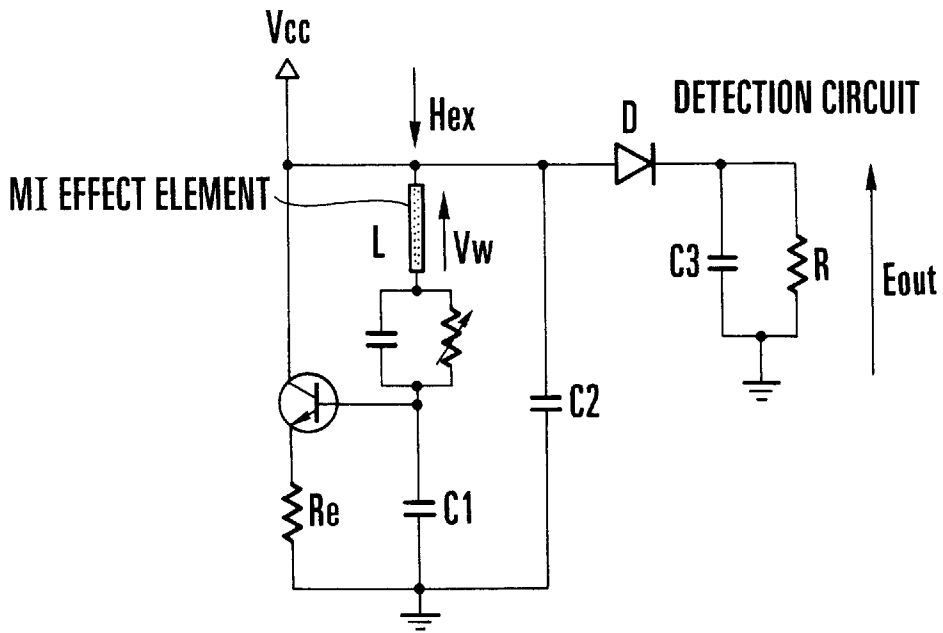 Vcc
Hex
DETECTION CIRCUIT
D
MI EFFECT ELEMENT
L
Vw
C3
R
Eout
C2
Re
C1